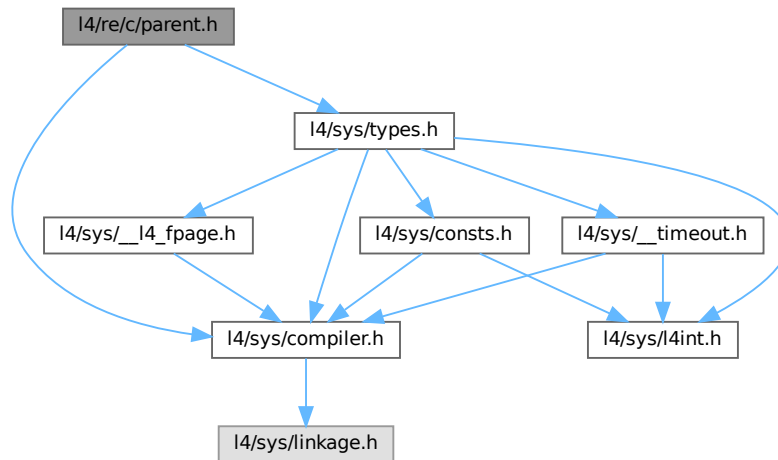 l4/re/c/parent.h
l4/sys/types.h
l4/sys/__l4_fpage.h
l4/sys/consts.h
l4/sys/__timeout.h
l4/sys/compiler.h
l4/sys/l4int.h
l4/sys/linkage.h